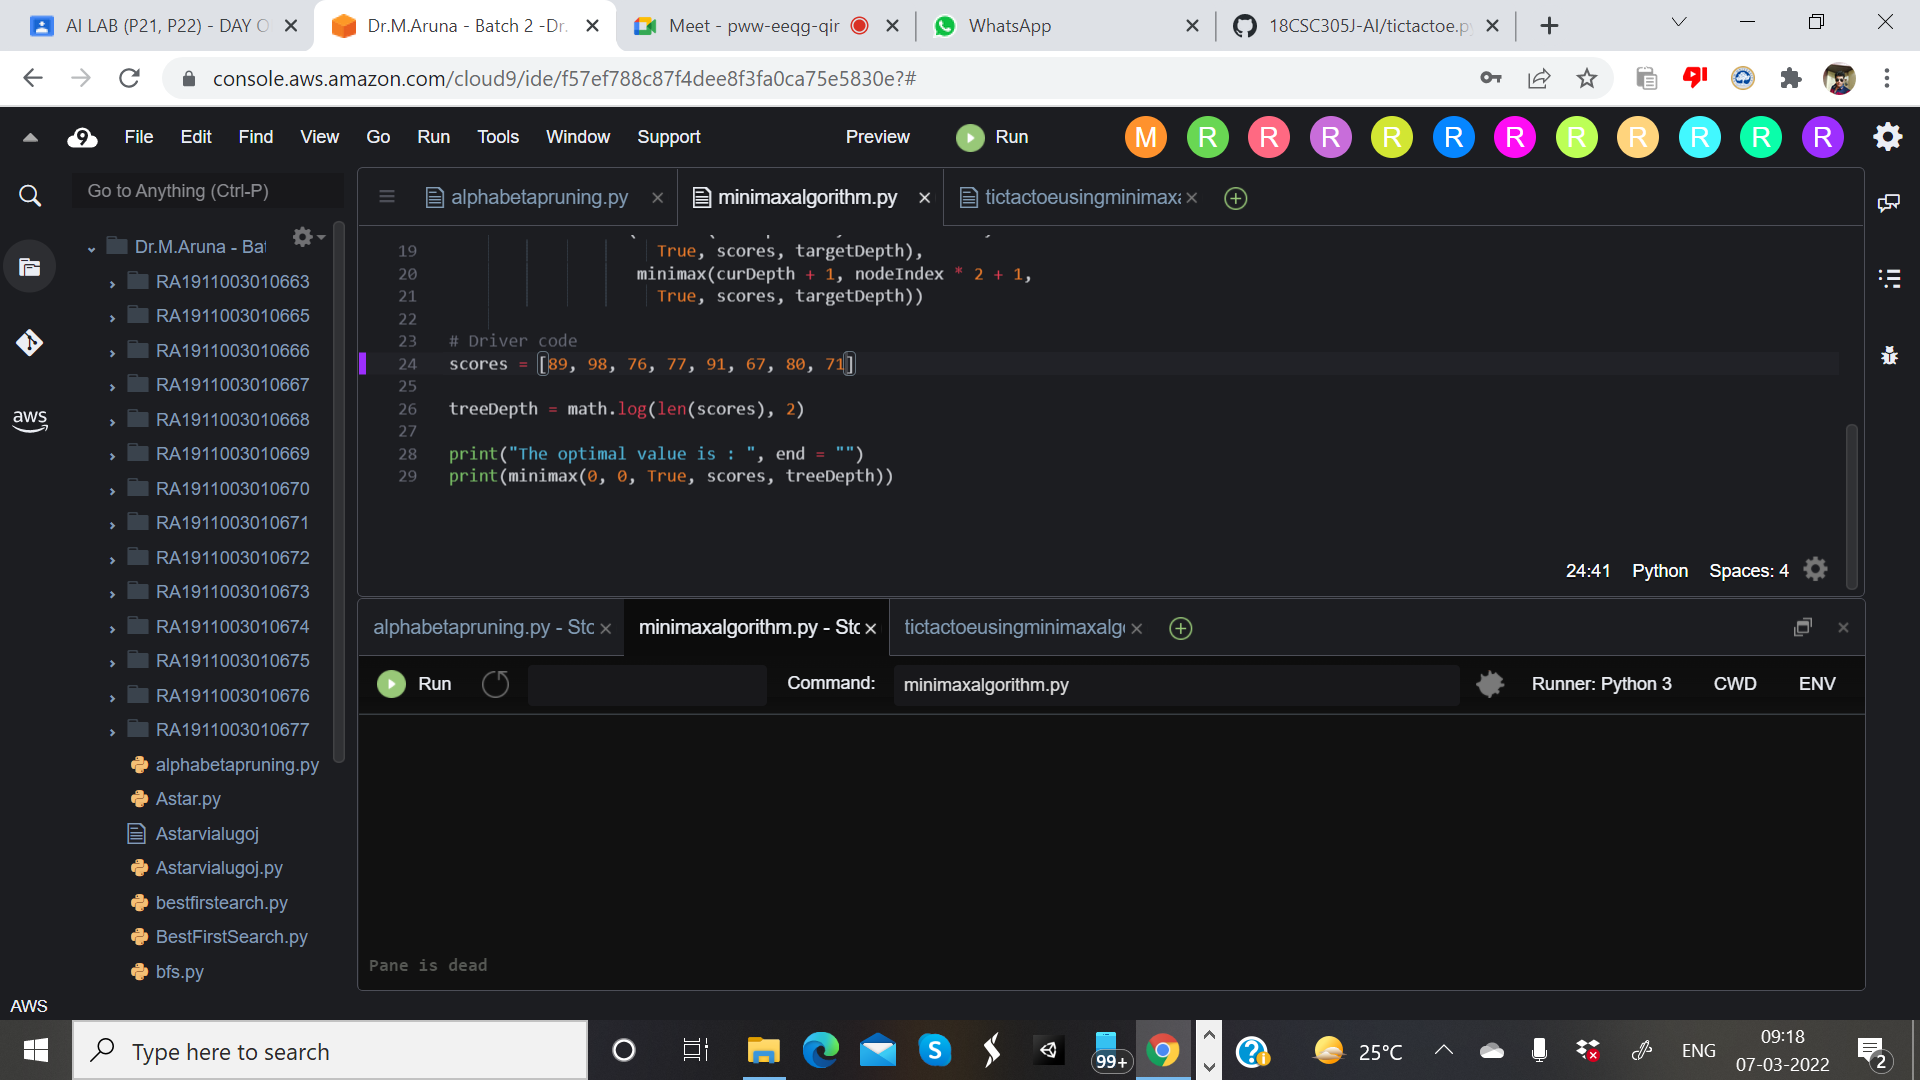 AI LAB (P21, P22) - DAY O
Dr.M.Aruna - Batch 2 -Dr.
Meet - pww-eeqg-qir
WhatsApp
18CSC305J-AI/tictactoe.py
console.aws.amazon.com/cloud9/ide/f57ef788c87f4dee8f3fa0ca75e5830e?#
9 File Edit Find View Go Run Tools Window Support Preview Run M R R R R R R R R R R R
Go to Anything (Ctrl-P)
alphabetapruning.py
minimaxalgorithm.py
tictactoeusingminimaxa
Dr.M.Aruna - Bat
RA1911003010663
RA1911003010665
RA1911003010666
RA1911003010667
RA1911003010668
RA1911003010669
RA1911003010670
RA1911003010671
RA1911003010672
RA1911003010673
RA1911003010674
RA1911003010675
RA1911003010676
RA1911003010677
alphabetapruning.py
Astar.py
Astarvialugoj
Astarvialugoj.py
bestfirstearch.py
BestFirstSearch.py
bfs.py
aws
AWS
19 True, scores, targetDepth),
20 minimax(curDepth + 1, nodeIndex * 2 + 1,
21 True, scores, targetDepth))
22
23 # Driver code
24 scores = [89, 98, 76, 77, 91, 67, 80, 71]
25
26 treeDepth = math.log(len(scores), 2)
27
28 print("The optimal value is : ", end = "")
29 print(minimax(0, 0, True, scores, treeDepth))
24:41 Python Spaces: 4
alphabetapruning.py - Stc
minimaxalgorithm.py - Stc
tictactoeusingminimaxalg
Run Command: minimaxalgorithm.py Runner: Python 3 CWD ENV
Pane is dead
Type here to search
99+
25°C
ENG
09:18
07-03-2022
2